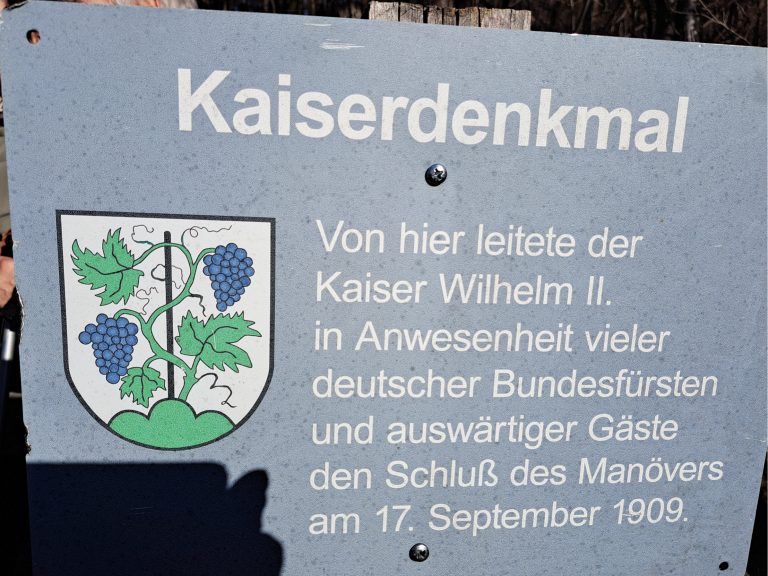 Kaiserdenkmal
Von hier leitete der
Kaiser Wilhelm II.
in Anwesenheit vieler
deutscher Bundesfürsten
und auswärtiger Gäste
den Schluß des Manövers
am 17. September 1909.